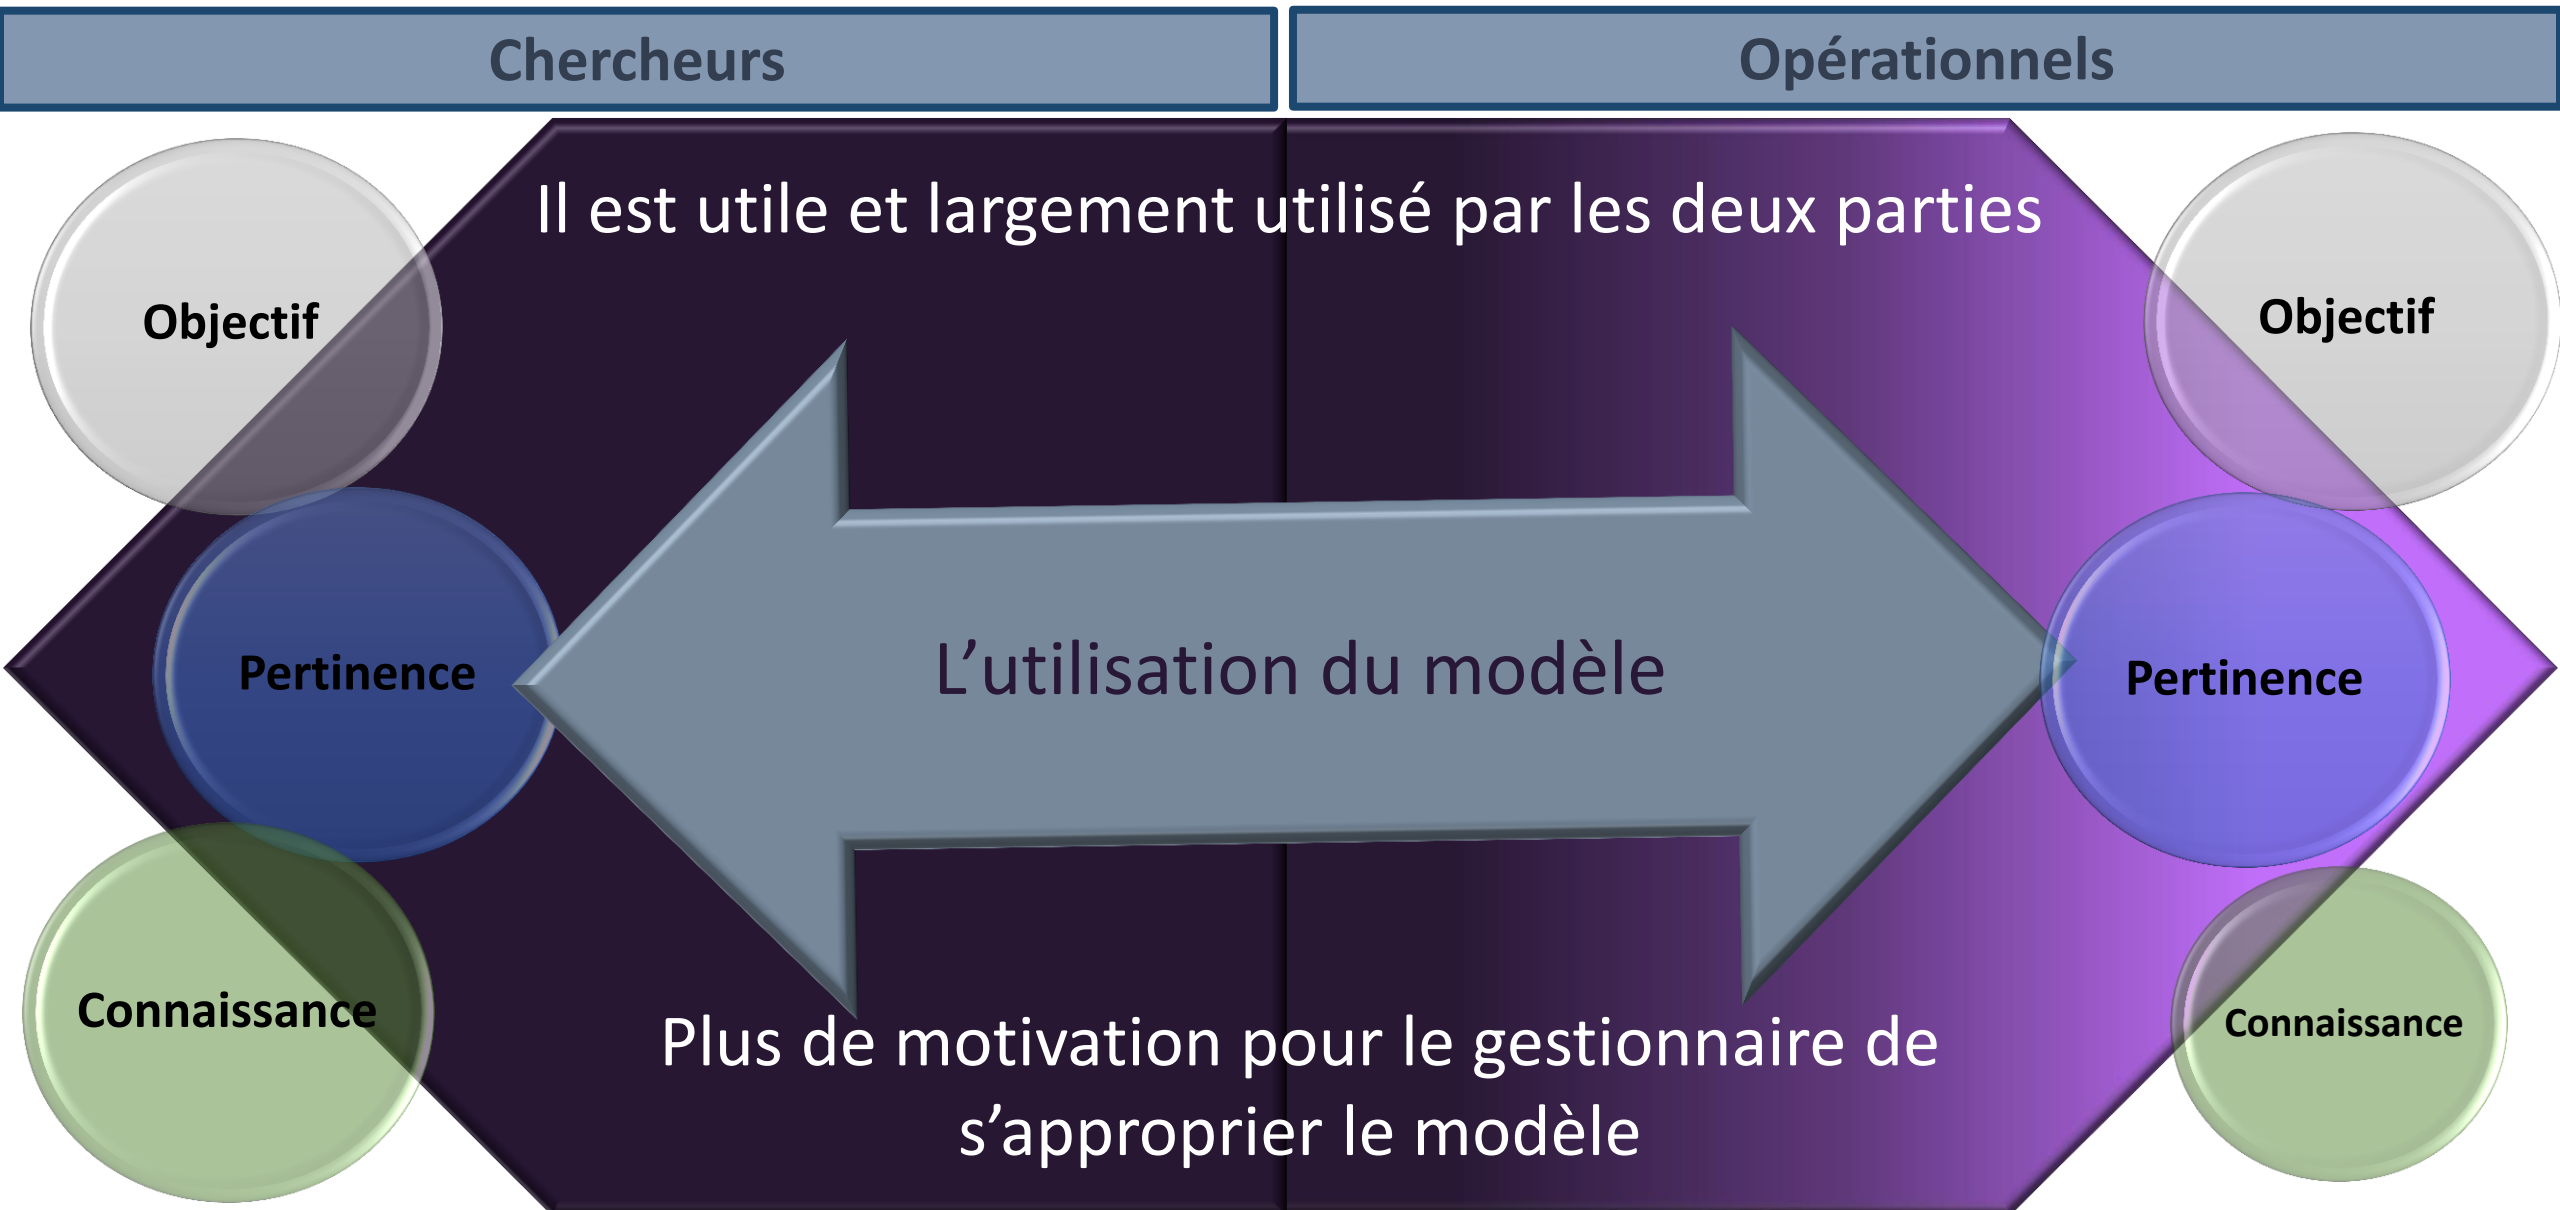 Chercheurs
Opérationnels
Il est utile et largement utilisé par les deux parties
Objectif
Objectif
Pertinence
L’utilisation du modèle
Pertinence
Connaissance
Connaissance
Plus de motivation pour le gestionnaire de
s’approprier le modèle